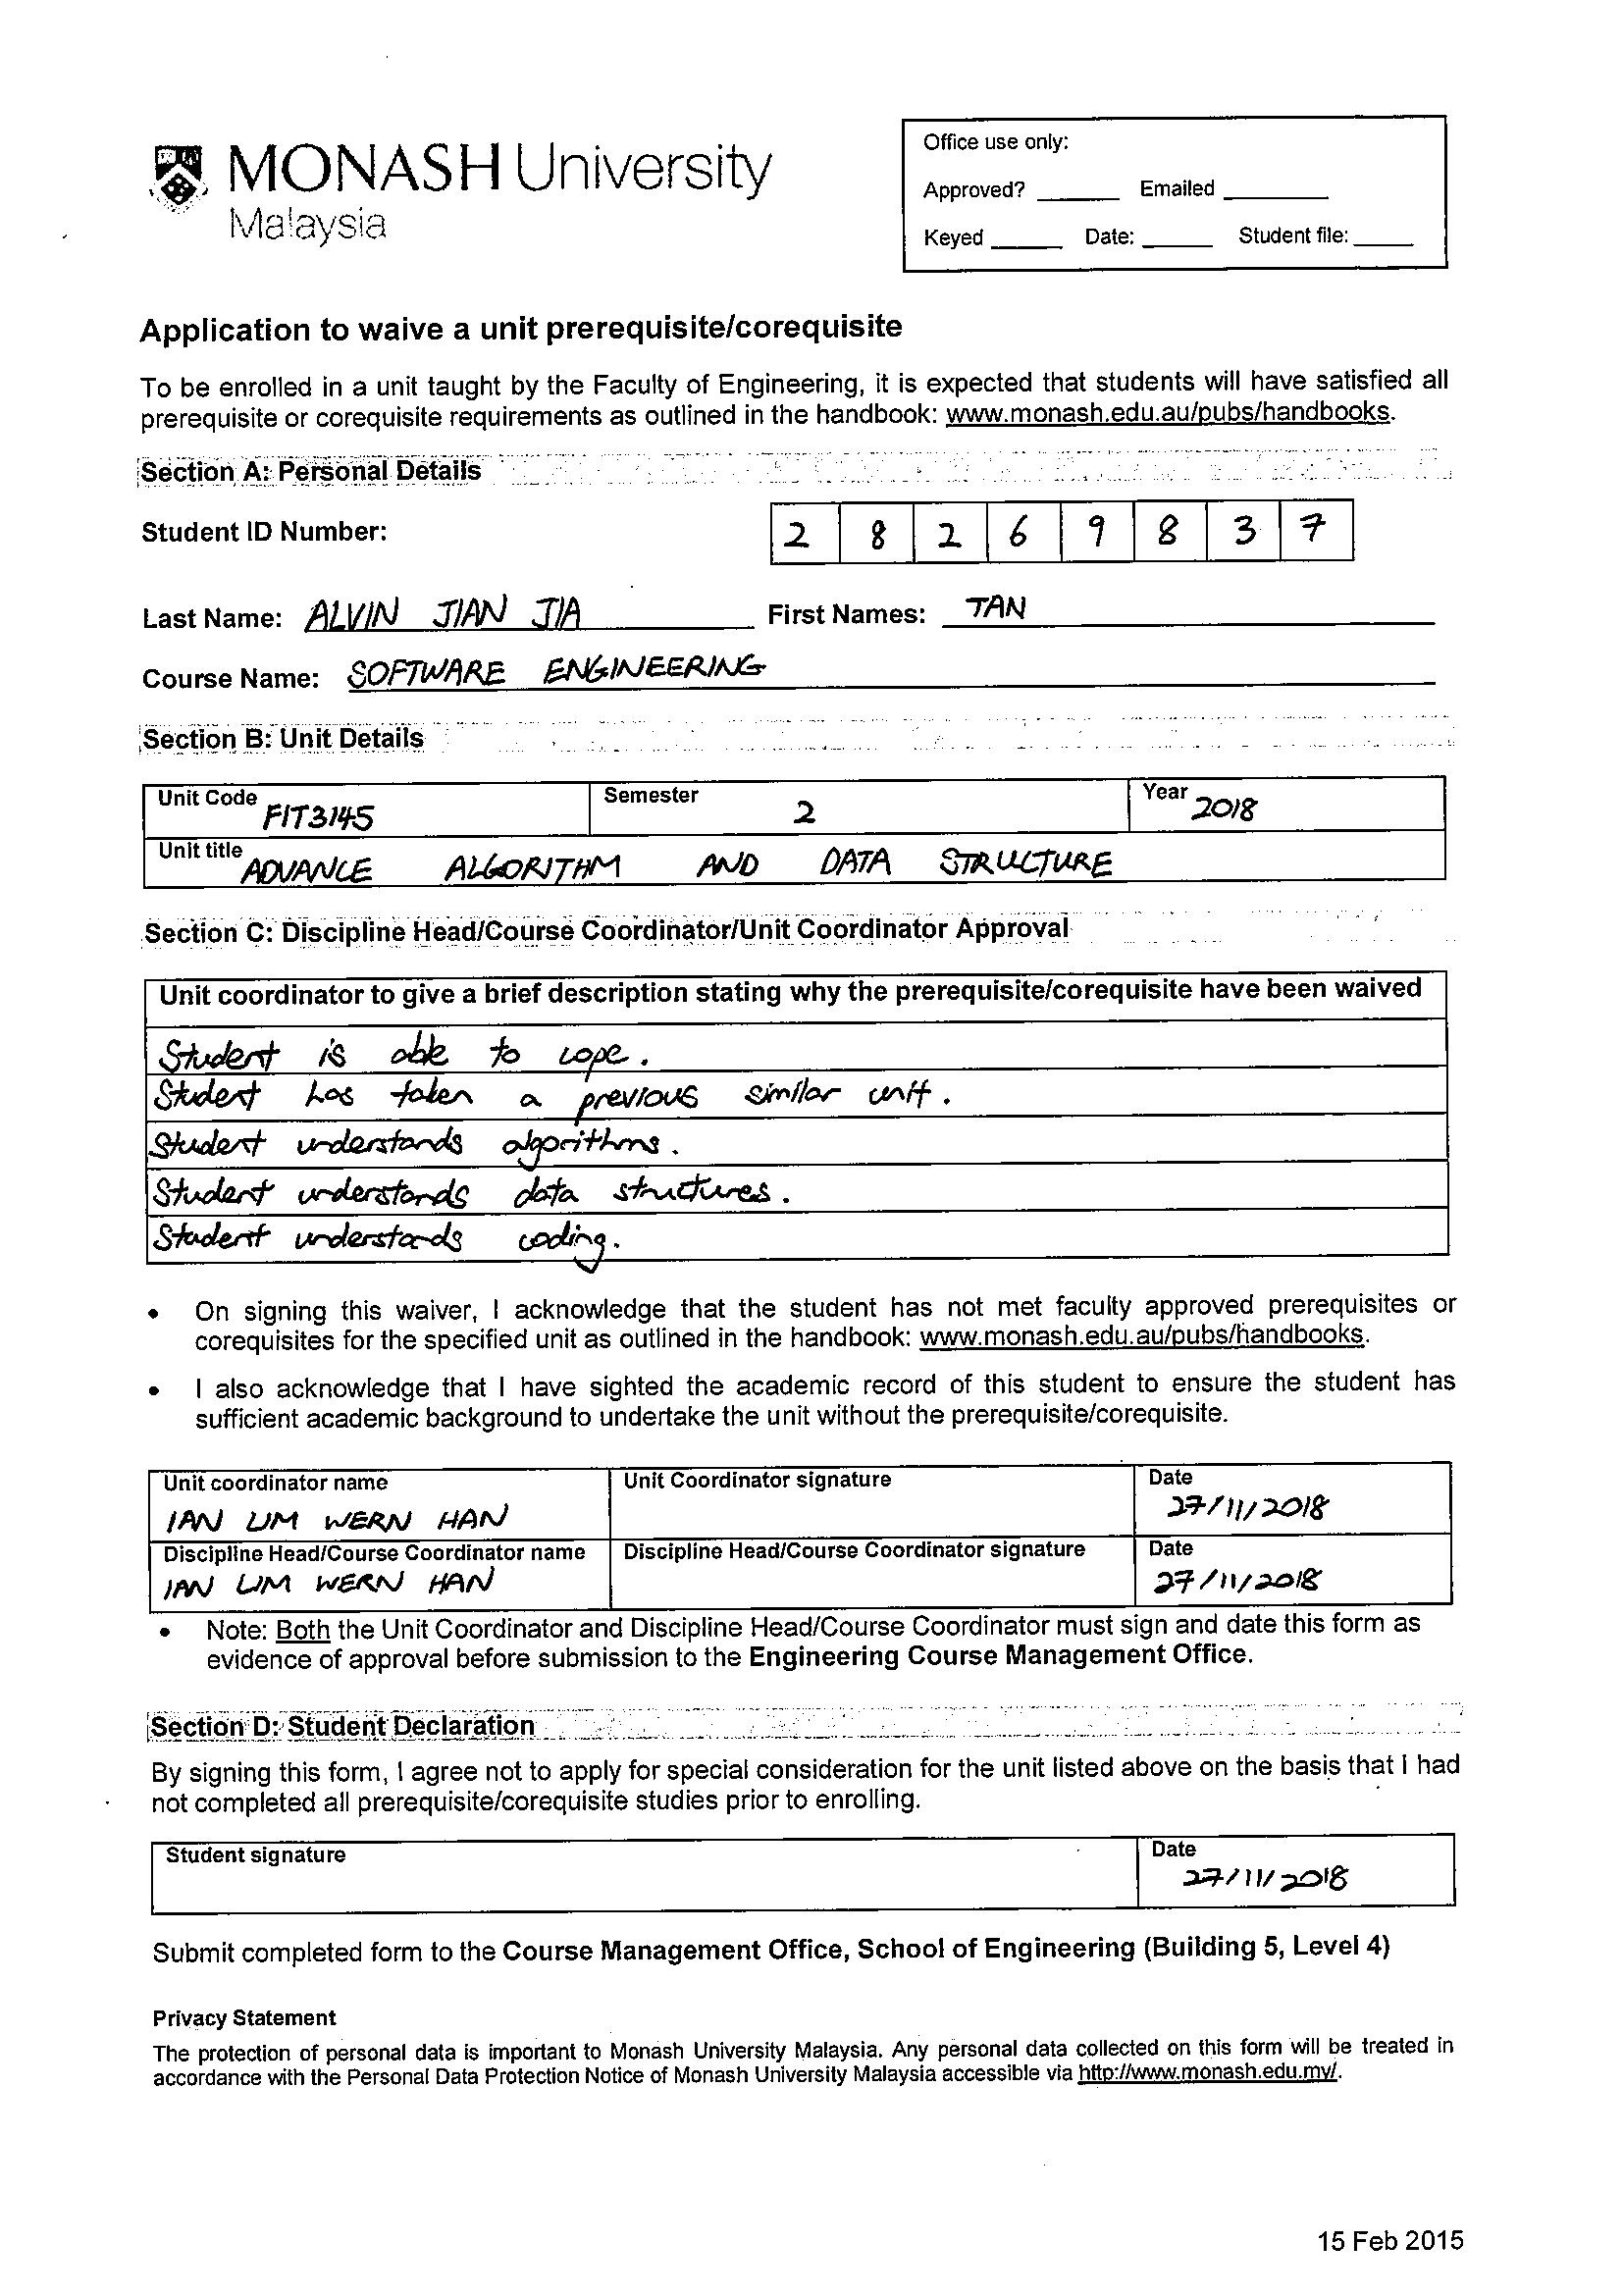 MONASH University
Malaysia
Office use only:
Approved? ______ Emailed ______
Keyed ______ Date: ______ Student file: ______
Application to waive a unit prerequisite/corequisite
To be enrolled in a unit taught by the Faculty of Engineering, it is expected that students will have satisfied all
prerequisite or corequisite requirements as outlined in the handbook: www.monash.edu.au/pubs/handbooks.
Section A: Personal Details
Student ID Number: 2 8 2 6 9 8 3 7
Last Name: ALVIN JIAN JIA First Names: TAN
Course Name: SOFTWARE ENGINEERING
Section B: Unit Details
Unit Code FIT3145 Semester 2 Year 2018
Unit title ADVANCE ALGORITHM AND DATA STRUCTURE
Section C: Discipline Head/Course Coordinator/Unit Coordinator Approval
Unit coordinator to give a brief description stating why the prerequisite/corequisite have been waived
Student is able to cope.
Student has taken a previous similar unit.
Student understands algorithms.
Student understands data structures.
Student understands coding.
• On signing this waiver, I acknowledge that the student has not met faculty approved prerequisites or
corequisites for the specified unit as outlined in the handbook: www.monash.edu.au/pubs/handbooks.
• I also acknowledge that I have sighted the academic record of this student to ensure the student has
sufficient academic background to undertake the unit without the prerequisite/corequisite.
Unit coordinator name Unit Coordinator signature Date
IAN LIM WERN HAN 27/11/2018
Discipline Head/Course Coordinator name Discipline Head/Course Coordinator signature Date
IAN LIM WERN HAN 27/11/2018
• Note: Both the Unit Coordinator and Discipline Head/Course Coordinator must sign and date this form as
evidence of approval before submission to the Engineering Course Management Office.
Section D: Student Declaration
By signing this form, I agree not to apply for special consideration for the unit listed above on the basis that I had
not completed all prerequisite/corequisite studies prior to enrolling.
Student signature Date
27/11/2018
Submit completed form to the Course Management Office, School of Engineering (Building 5, Level 4)
Privacy Statement
The protection of personal data is important to Monash University Malaysia. Any personal data collected on this form will be treated in
accordance with the Personal Data Protection Notice of Monash University Malaysia accessible via http://www.monash.edu.my/.
15 Feb 2015